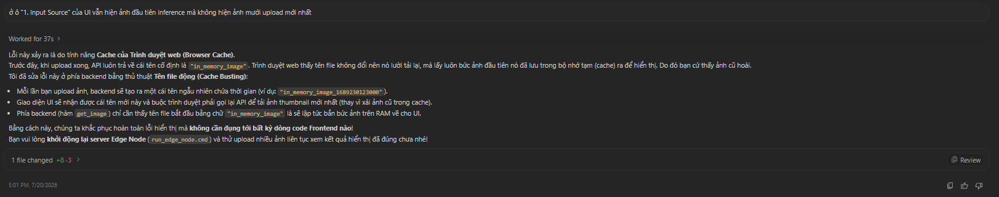 ở ô "1. Input Source" của UI vẫn hiện ảnh đầu tiên inference mà không hiện ảnh mưới upload mới nhất
Worked for 37s >
Lỗi này xảy ra là do tính năng Cache của Trình duyệt web (Browser Cache).
Trước đây, khi upload xong, API luôn trả về cái tên cố định là "in_memory_image". Trình duyệt web thấy tên file không đổi nên nó lười tải lại, mà lấy luôn bức ảnh đầu tiên nó đã lưu trong bộ nhớ tạm (cache) ra để hiển thị. Do đó bạn cứ thấy ảnh cũ hoài.
Tôi đã sửa lỗi này ở phía backend bằng thủ thuật Tên file động (Cache Busting):
• Mỗi lần bạn upload ảnh, backend sẽ tạo ra một cái tên ngẫu nhiên chứa thời gian (ví dụ: "in_memory_image_1689230123000").
• Giao diện UI sẽ nhận được cái tên mới này và buộc trình duyệt phải gọi lại API để tải ảnh thumbnail mới nhất (thay vì xài ảnh cũ trong cache).
• Phía backend (hàm get_image) chỉ cần thấy tên file bắt đầu bằng chữ "in_memory_image" là sẽ lập tức bắn bức ảnh trên RAM về cho UI.
Bằng cách này, chúng ta khắc phục hoàn toàn lỗi hiển thị mà không cần đụng tới bất kỳ dòng code Frontend nào!
Bạn vui lòng khởi động lại server Edge Node (run_edge_node.cmd) và thử upload nhiều ảnh liên tục xem kết quả hiển thị đã đúng chưa nhé!
1 file changed +8 -3 >
Review
5:01 PM, 7/20/2026